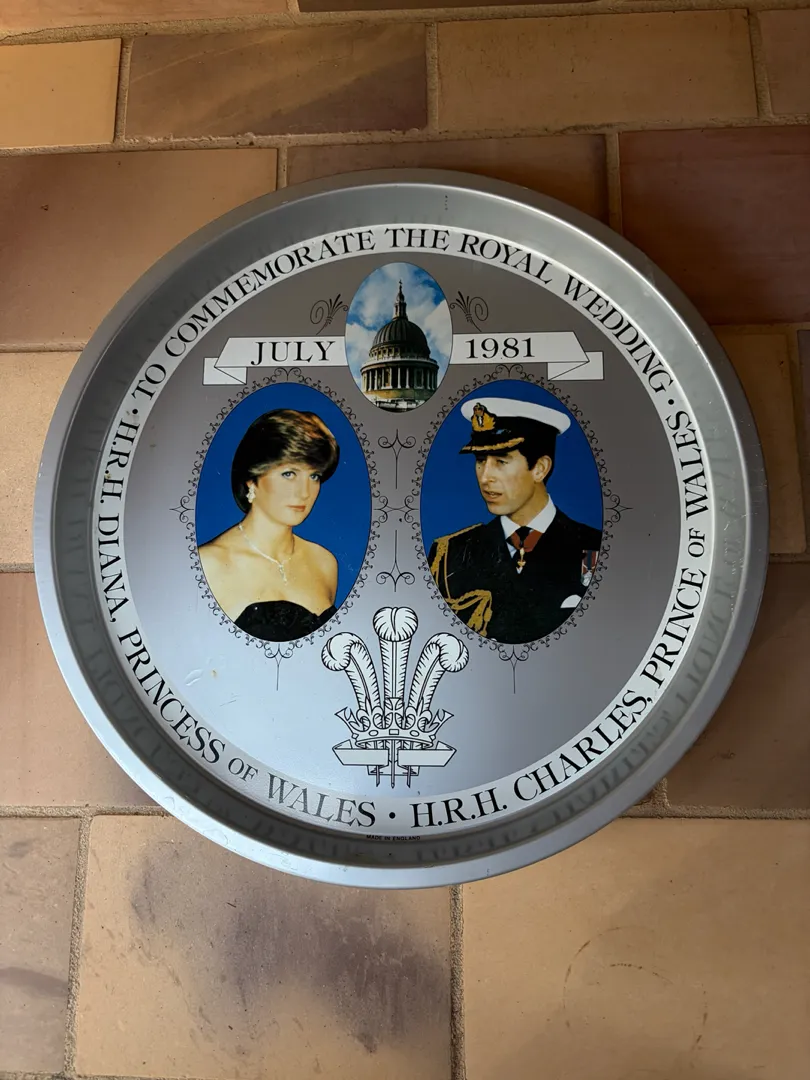 · TO COMMEMORATE THE ROYAL WEDDING ·
JULY 1981
H.R.H. DIANA, PRINCESS OF WALES · H.R.H. CHARLES, PRINCE OF WALES
MADE IN ENGLAND